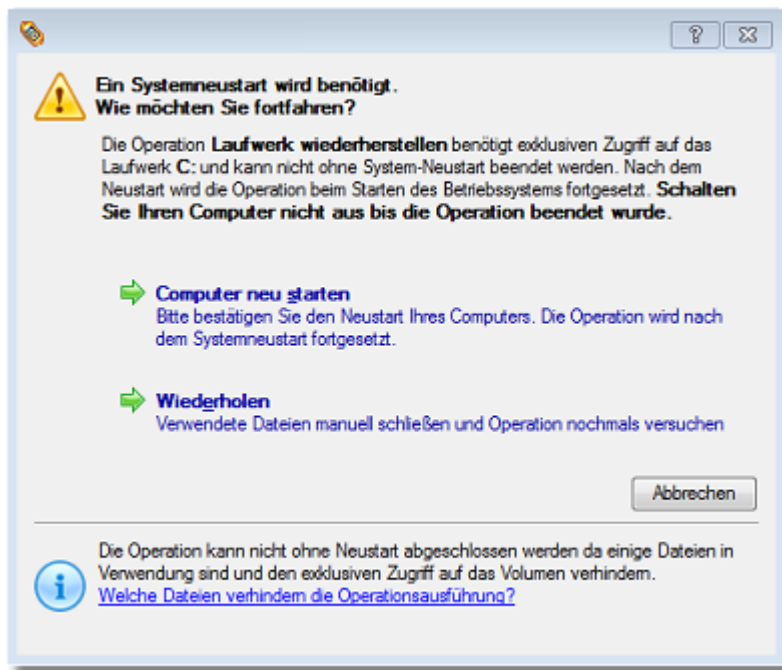 Ein Systemneustart wird benötigt.
Wie möchten Sie fortfahren?
Die Operation Laufwerk wiederherstellen benötigt exklusiven Zugriff auf das
Laufwerk C: und kann nicht ohne System-Neustart beendet werden. Nach dem
Neustart wird die Operation beim Starten des Betriebssystems fortgesetzt. Schalten
Sie Ihren Computer nicht aus bis die Operation beendet wurde.
Computer neu starten
Bitte bestätigen Sie den Neustart Ihres Computers. Die Operation wird nach
dem Systemneustart fortgesetzt.
Wiederholen
Verwendete Dateien manuell schließen und Operation nochmals versuchen
Abbrechen
Die Operation kann nicht ohne Neustart abgeschlossen werden da einige Dateien in
Verwendung sind und den exklusiven Zugriff auf das Volumen verhindern.
Welche Dateien verhindern die Operationsausführung?